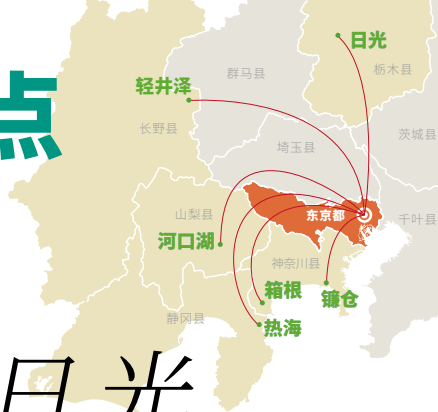 日光
栃木县
群马县
轻井泽
点
长野县
茨城县
埼玉县
山梨县
东京都
千叶县
河口湖
神奈川县
箱根
镰仓
静冈县
热海
日光